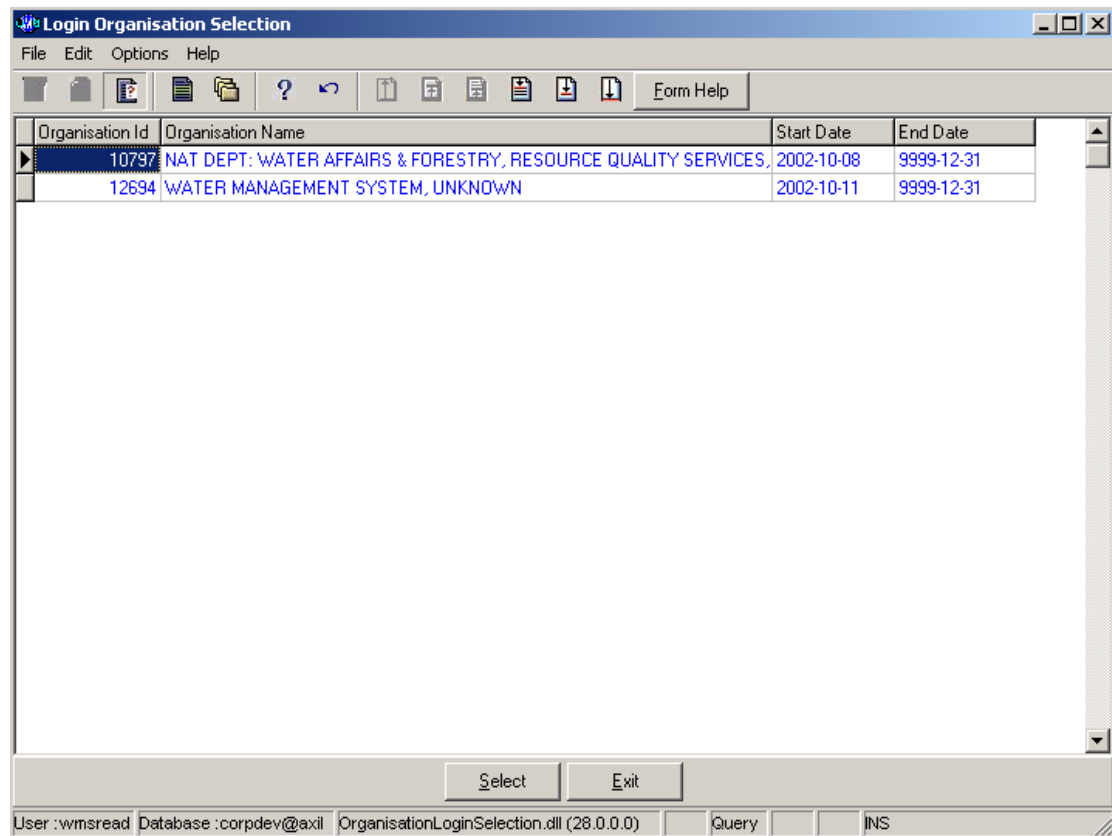 Login Organisation Selection
File Edit Options Help
Form Help
Organisation Id Organisation Name Start Date End Date
10797 NAT DEPT: WATER AFFAIRS & FORESTRY, RESOURCE QUALITY SERVICES, 2002-10-08 9999-12-31
12694 WATER MANAGEMENT SYSTEM, UNKNOWN 2002-10-11 9999-12-31
Select Exit
User :wmsread Database :corpdev@axil OrganisationLoginSelection.dll (28.0.0.0) Query INS